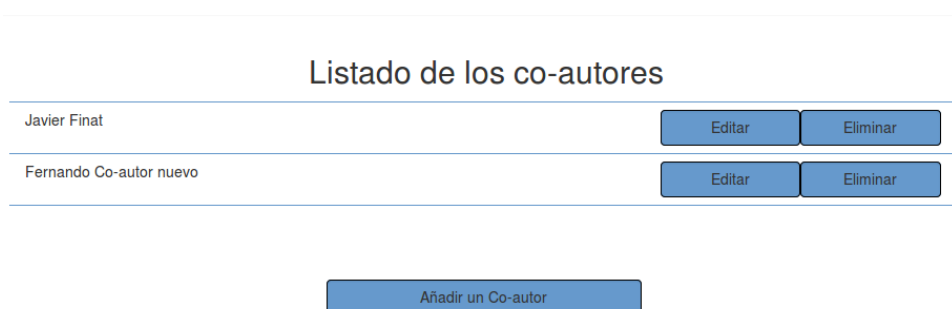 Listado de los co-autores
Javier Finat Editar Eliminar
Fernando Co-autor nuevo Editar Eliminar
Añadir un Co-autor